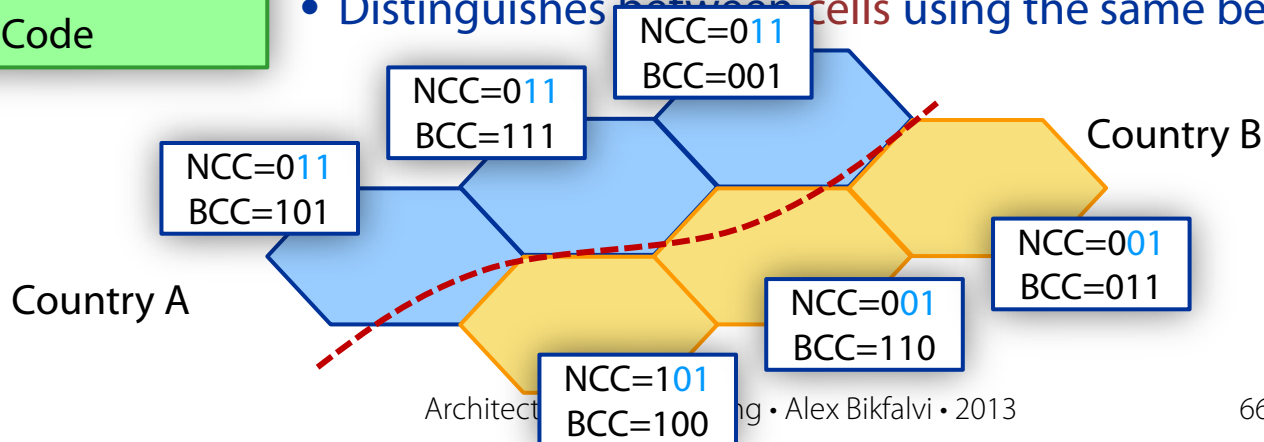 Code
• Distinguishes between cells using the same be
NCC=011
BCC=001
NCC=011
BCC=111
NCC=011
BCC=101
Country B
NCC=001
BCC=011
Country A
NCC=001
BCC=110
NCC=101
BCC=100
Architect ng • Alex Bikfalvi • 2013
66